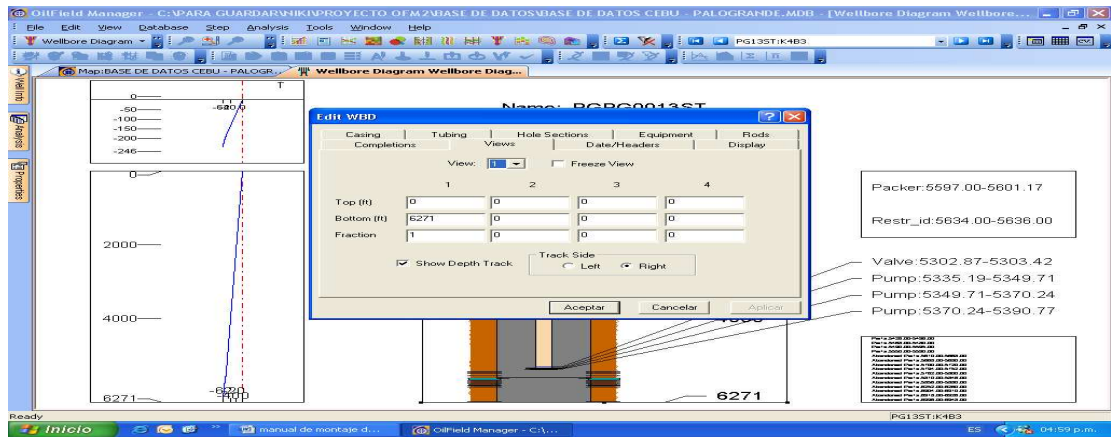 OilField Manager - C:\PARA GUARDAR\NIKI\PROYECTO OFM2\BASE DE DATOS\BASE DE DATOS CEBU - PALOGRANDE.MDB - [Wellbore Diagram Wellbore...
File Edit View Database Step Analysis Tools Window Help
Wellbore Diagram
PG13ST:K4B3
Map:BASE DE DATOS CEBU - PALOGR...
Wellbore Diagram Wellbore Diag...
Well Info
Analysis
Properties
T
0
-50
-100
-150
-200
-246
0
2000
4000
6271
Name: PGPG0013ST
Edit WBD
Casing Tubing Hole Sections Equipment Rods
Completions Views Date/Headers Display
View: 1 Freeze View
1 2 3 4
Top (ft) 0 0 0 0
Bottom (ft) 6271 0 0 0
Fraction 1 0 0 0
Show Depth Track
Track Side
Left Right
Aceptar Cancelar Aplicar
Packer:5597.00-5601.17
Restr_id:5634.00-5636.00
Valve:5302.87-5303.42
Pump:5335.19-5349.71
Pump:5349.71-5370.24
Pump:5370.24-5390.77
6271
Ready
PG13ST:K4B3
Inicio
manual de montaje d...
OilField Manager - C:\...
ES
04:59 p.m.